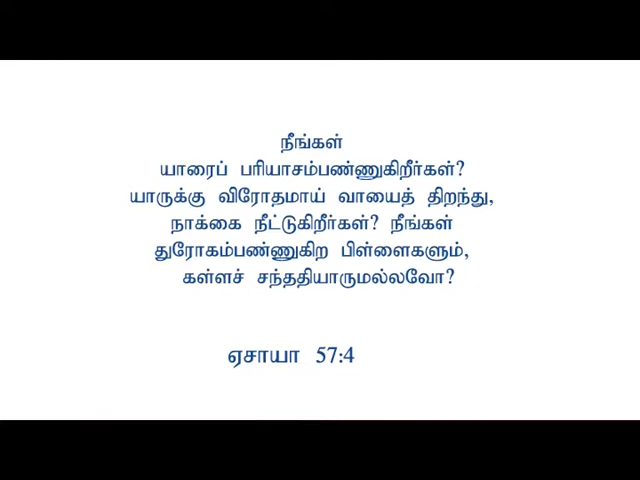 நீங்கள்
யாரைப் பரியாசம்பண்ணுகிறீர்கள்?
யாருக்கு விரோதமாய் வாயைத் திறந்து,
நாக்கை நீட்டுகிறீர்கள்? நீங்கள்
துரோகம்பண்ணுகிற பிள்ளைகளும்,
கள்ளச் சந்ததியாருமல்லவோ?
ஏசாயா 57:4